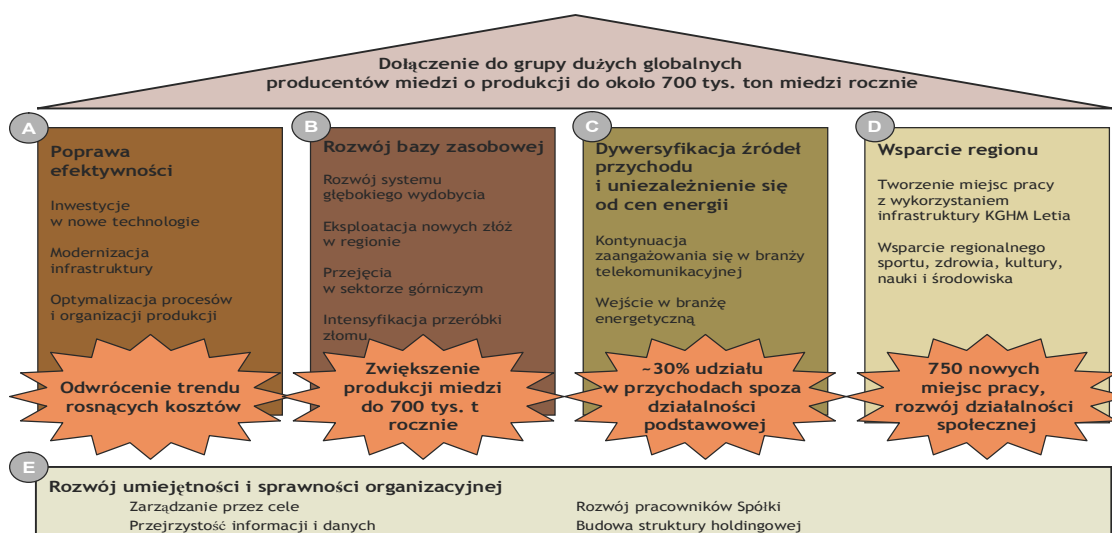 Dołączenie do grupy dużych globalnych
producentów miedzi o produkcji do około 700 tys. ton miedzi rocznie
A
Poprawa
efektywności
Inwestycje
w nowe technologie
Modernizacja
infrastruktury
Optymalizacja procesów
i organizacji produkcji
Odwrócenie trendu
rosnących kosztów
B
Rozwój bazy zasobowej
Rozwój systemu
głębokiego wydobycia
Eksploatacja nowych złóż
w regionie
Przejęcia
w sektorze górniczym
Intensyfikacja przeróbki
złomu
Zwiększenie
produkcji miedzi
do 700 tys. t
rocznie
C
Dywersyfikacja źródeł
przychodu
i uniezależnienie się
od cen energii
Kontynuacja
zaangażowania się w branży
telekomunikacyjnej
Wejście w branżę
energetyczną
~30% udziału
w przychodach spoza
działalności
podstawowej
D
Wsparcie regionu
Tworzenie miejsc pracy
z wykorzystaniem
infrastruktury KGHM Letia
Wsparcie regionalnego
sportu, zdrowia, kultury,
nauki i środowiska
750 nowych
miejsc pracy,
rozwój działalności
społecznej
E
Rozwój umiejętności i sprawności organizacyjnej
Zarządzanie przez cele
Przejrzystość informacji i danych
Rozwój pracowników Spółki
Budowa struktury holdingowej